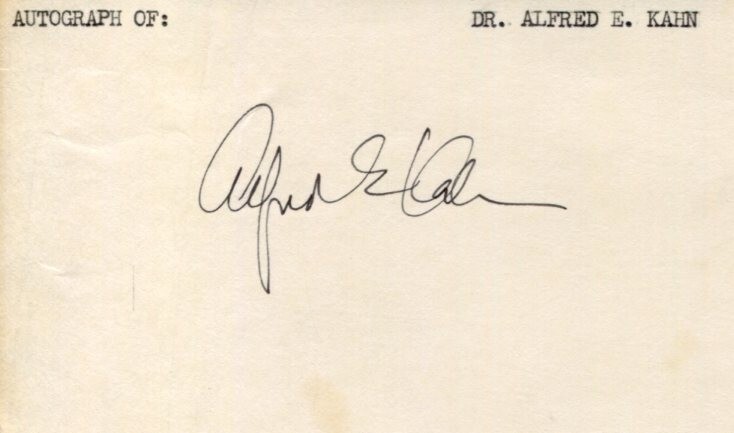 AUTOGRAPH OF: DR. ALFRED E. KAHN
Alfred E Kahn